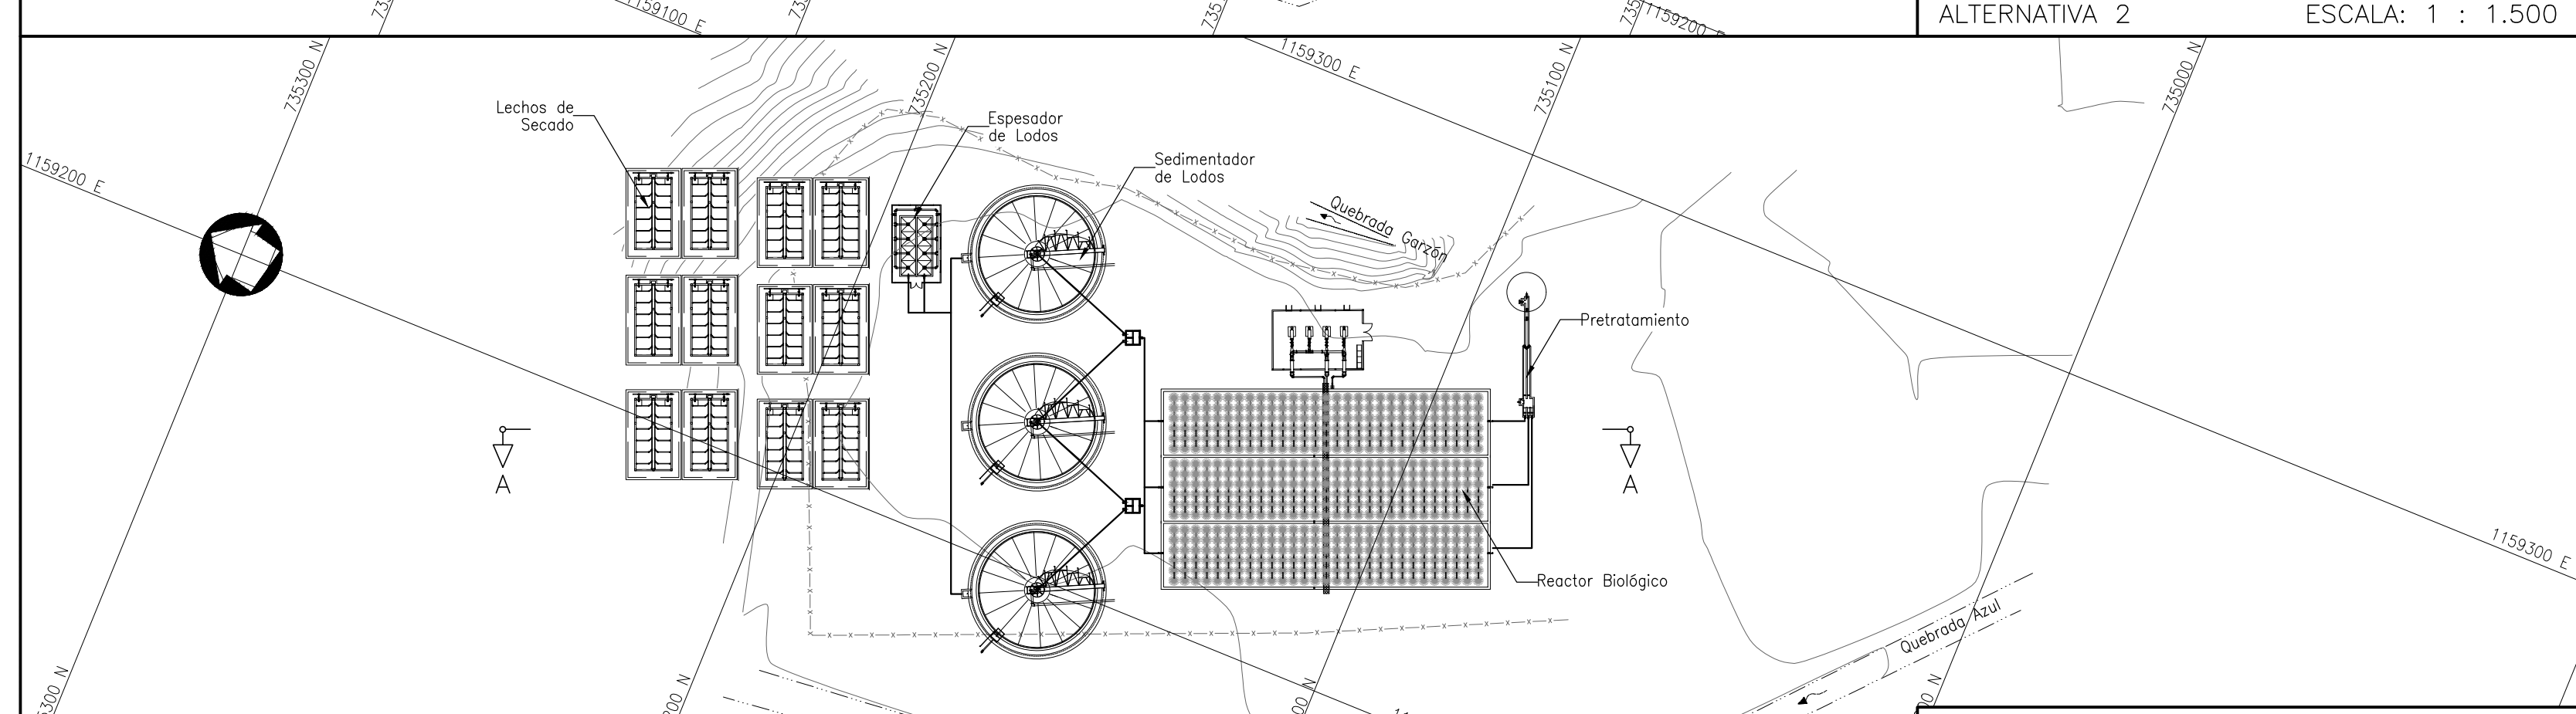 1159100 E
1159200 E
ALTERNATIVA 2
ESCALA: 1 : 1.500
735300 N
735200 N
1159300 E
735100 N
735000 N
Lechos de
Secado
Espesador
de Lodos
Sedimentador
de Lodos
1159200 E
Quebrada Garzón
Pretratamiento
A
A
Reactor Biológico
1159300 E
Quebrada Azul